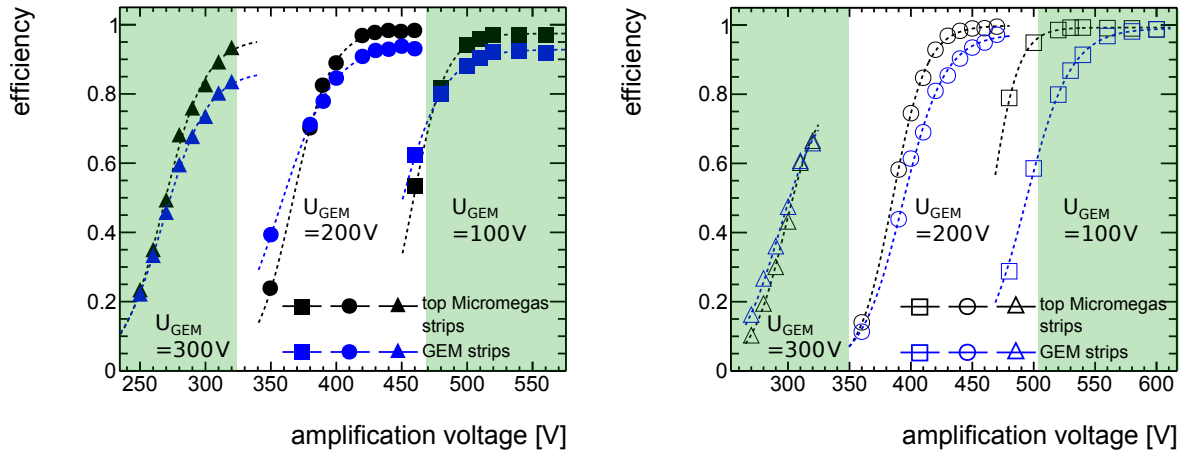 efficiency
1
0.8
0.6
0.4
0.2
0
U_GEM
=300V
U_GEM
=200V
U_GEM
=100V
top Micromegas
strips
GEM strips
250 300 350 400 450 500 550
amplification voltage [V]
efficiency
1
0.8
0.6
0.4
0.2
0
U_GEM
=300V
U_GEM
=200V
U_GEM
=100V
top Micromegas
strips
GEM strips
300 350 400 450 500 550 600
amplification voltage [V]